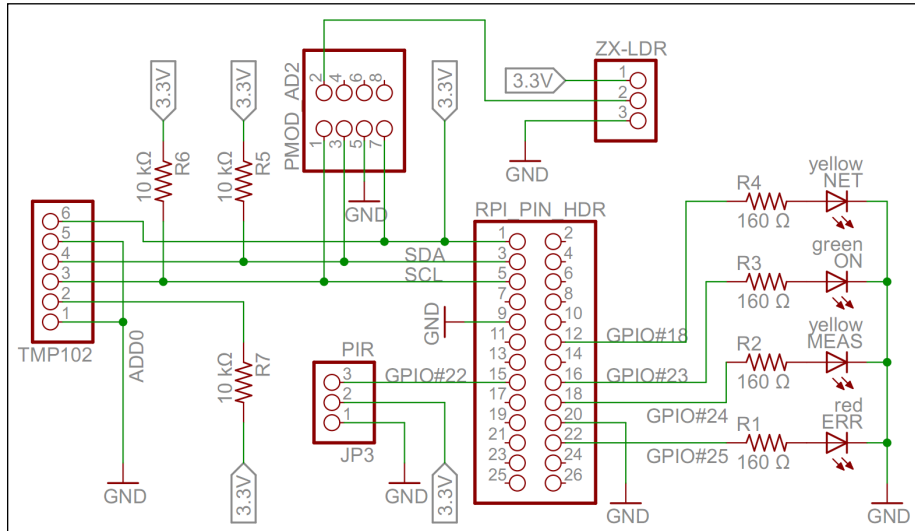 ZX-LDR
3.3V
1
2
3
GND
PMOD AD2
2
4
6
8
1
3
5
7
GND
3.3V
3.3V
3.3V
10 kΩ
R6
10 kΩ
R5
6
5
4
3
2
1
TMP102
ADD0
GND
10 kΩ
R7
3.3V
SDA
SCL
RPI_PIN_HDR
1
2
3
4
5
6
7
8
9
10
11
12
13
14
15
16
17
18
19
20
21
22
23
24
25
26
GND
PIR
3
2
1
JP3
GPIO#22
GND
3.3V
GPIO#18
GPIO#23
GPIO#24
GPIO#25
GND
R4
160 Ω
yellow
NET
R3
160 Ω
green
ON
R2
160 Ω
yellow
MEAS
R1
160 Ω
red
ERR
GND